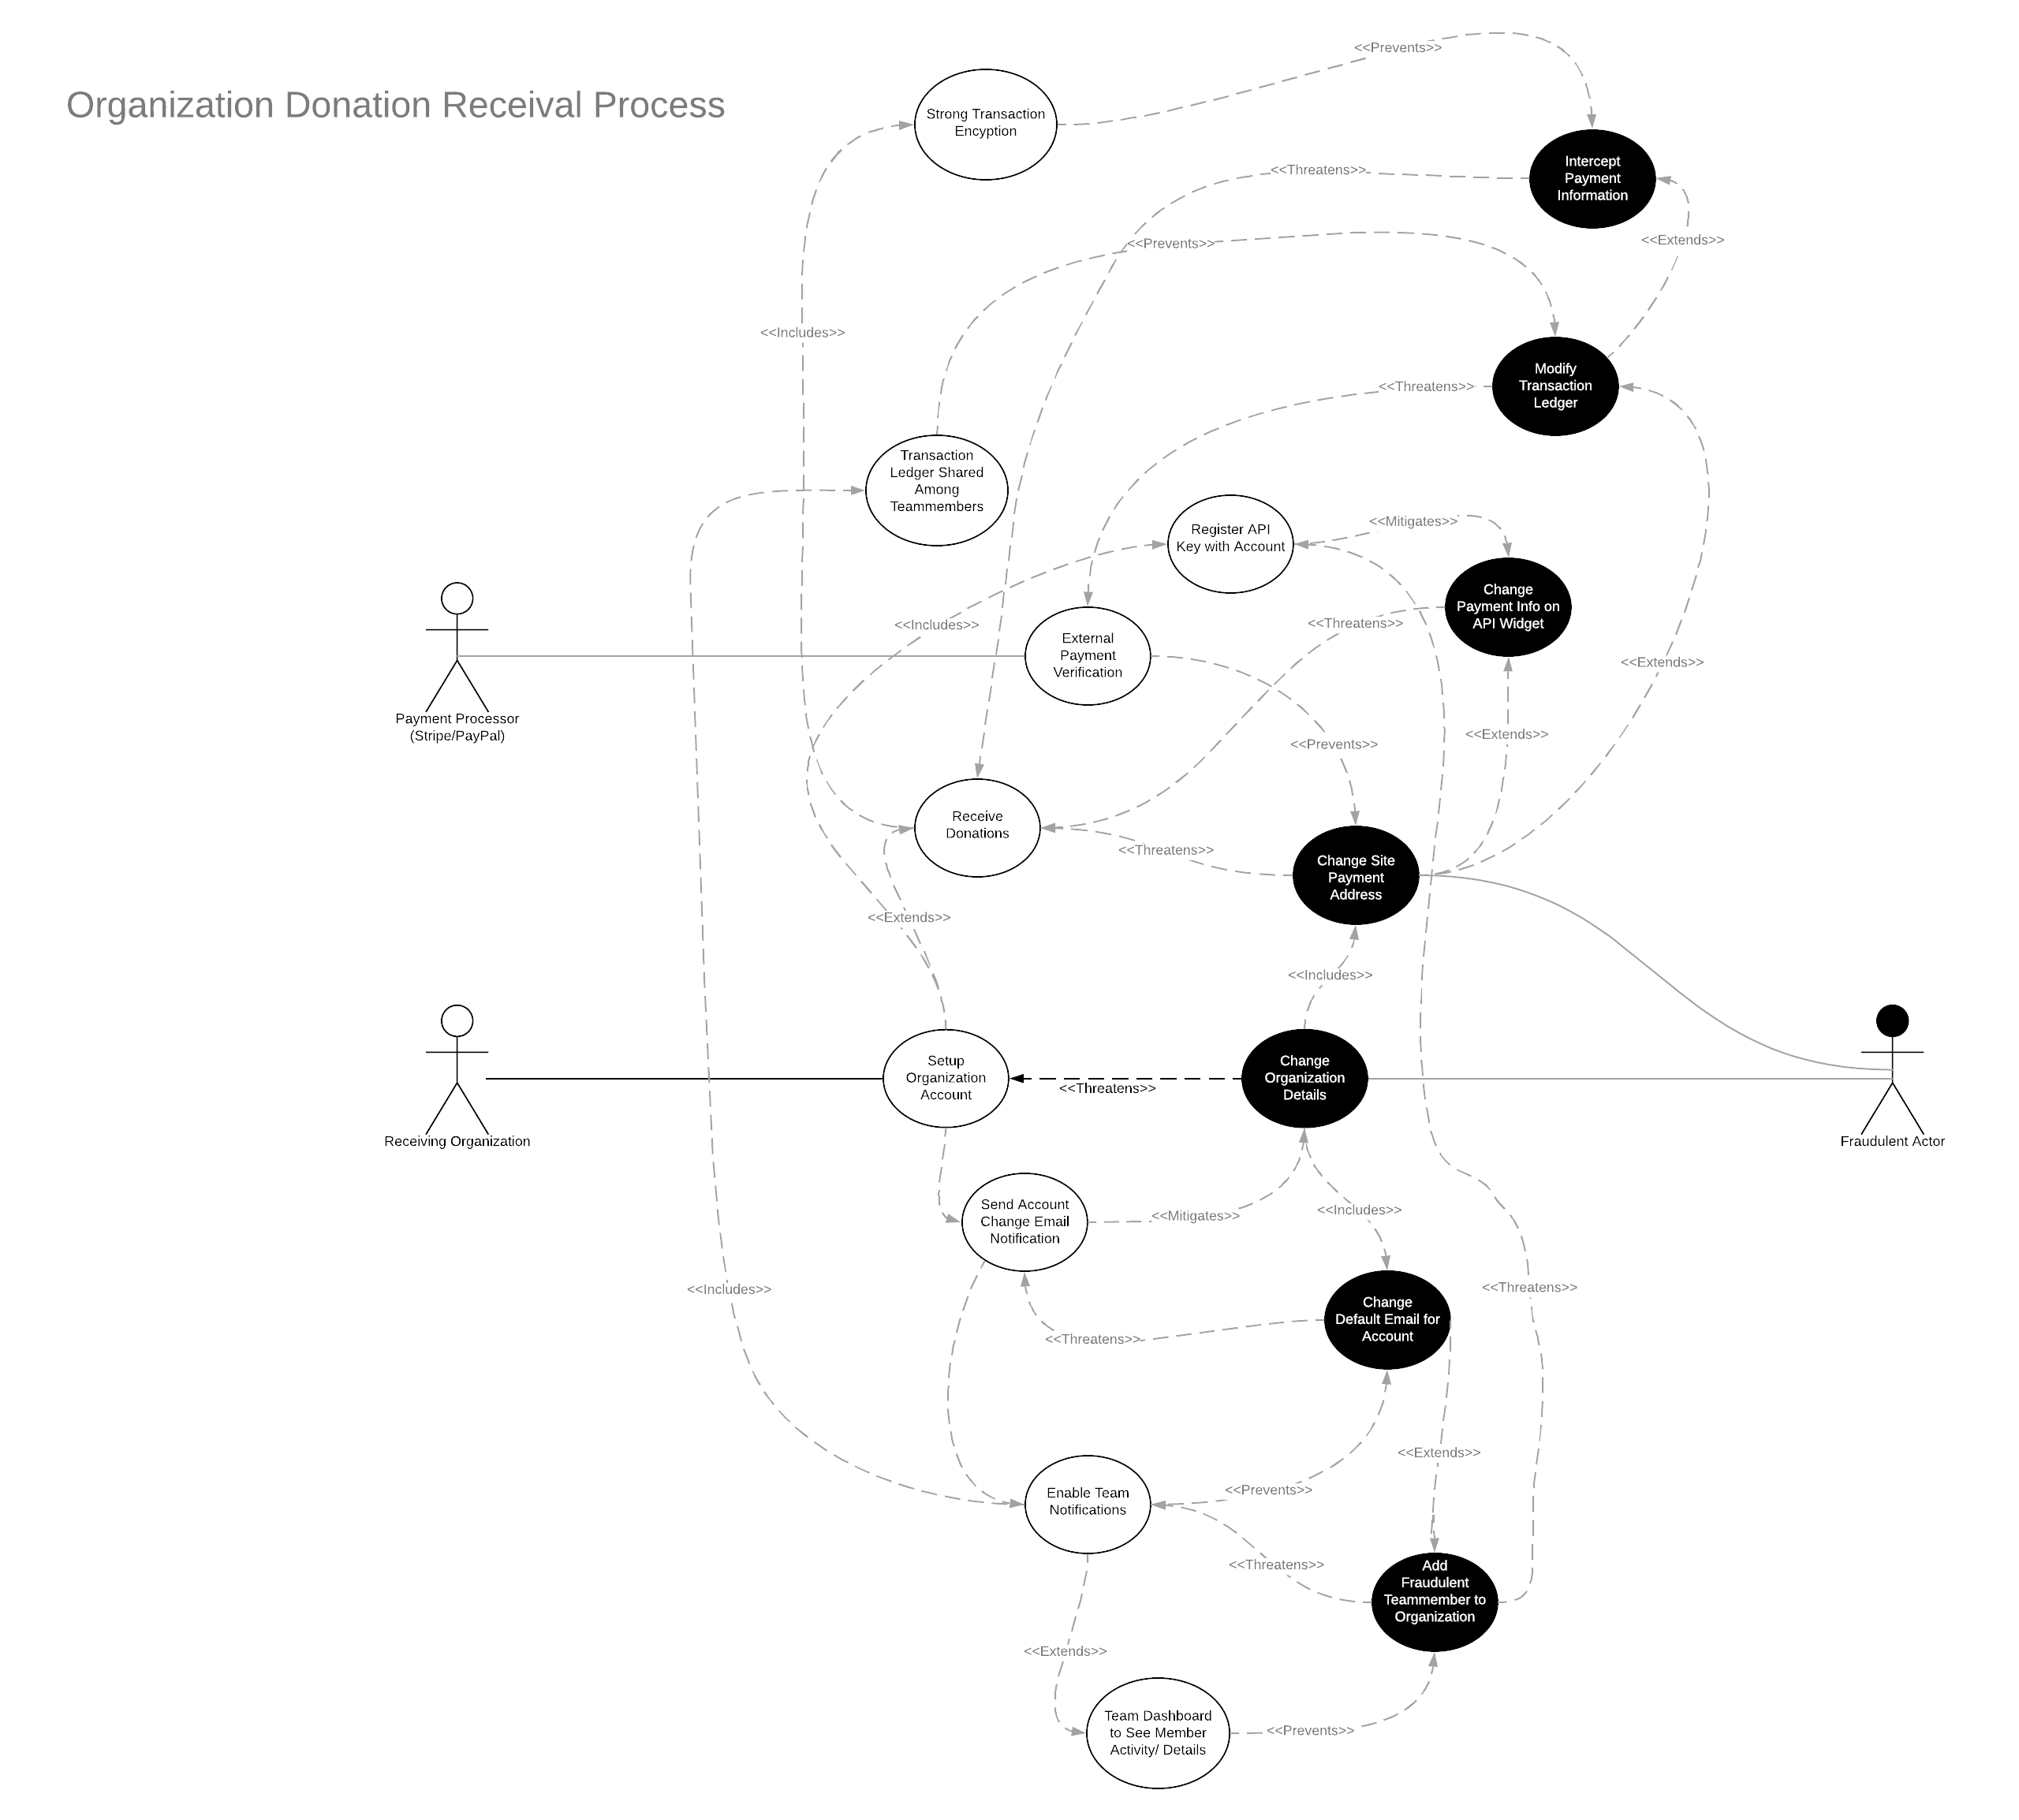 Organization Donation Receival Process
<<Prevents>>
Strong Transaction
Encyption
Intercept
Payment
Information
<<Threatens>>
<<Prevents>>
<<Extends>>
<<Includes>>
Modify
Transaction
Ledger
<<Threatens>>
Transaction
Ledger Shared
Among
Teammembers
Register API
Key with Account
<<Mitigates>>
Change
Payment Info on
API Widget
<<Includes>>
<<Threatens>>
External
Payment
Verification
<<Extends>>
Payment Processor
(Stripe/PayPal)
<<Prevents>>
<<Extends>>
Receive
Donations
<<Threatens>>
Change Site
Payment
Address
<<Extends>>
<<Includes>>
Setup
Organization
Account
<<Threatens>>
Change
Organization
Details
Receiving Organization
Fraudulent Actor
Send Account
Change Email
Notification
<<Mitigates>>
<<Includes>>
<<Includes>>
<<Threatens>>
Change
Default Email for
Account
<<Threatens>>
<<Extends>>
Enable Team
Notifications
<<Prevents>>
<<Threatens>>
Add
Fraudulent
Teammember to
Organization
<<Extends>>
Team Dashboard
to See Member
Activity/ Details
<<Prevents>>